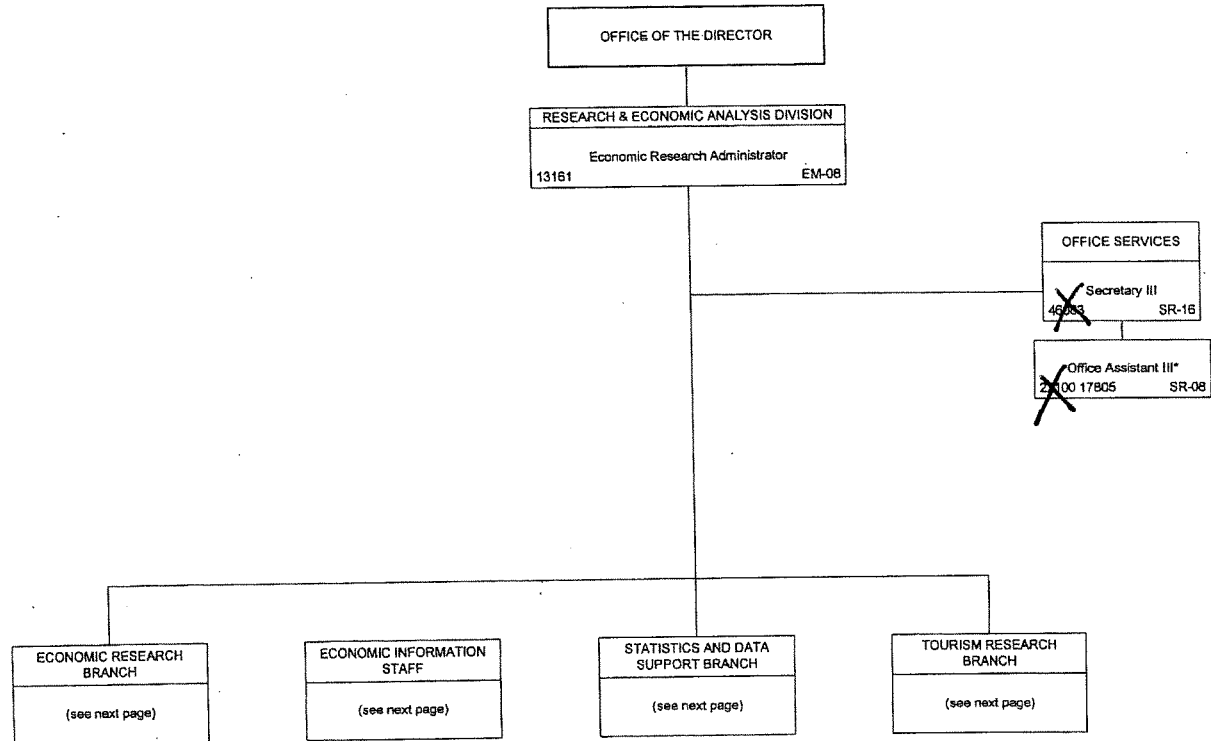 OFFICE OF THE DIRECTOR
RESEARCH & ECONOMIC ANALYSIS DIVISION
Economic Research Administrator
13161 EM-08
OFFICE SERVICES
Secretary III
SR-16
Office Assistant III*
17805 SR-08
ECONOMIC RESEARCH
BRANCH
(see next page)
ECONOMIC INFORMATION
STAFF
(see next page)
STATISTICS AND DATA
SUPPORT BRANCH
(see next page)
TOURISM RESEARCH
BRANCH
(see next page)